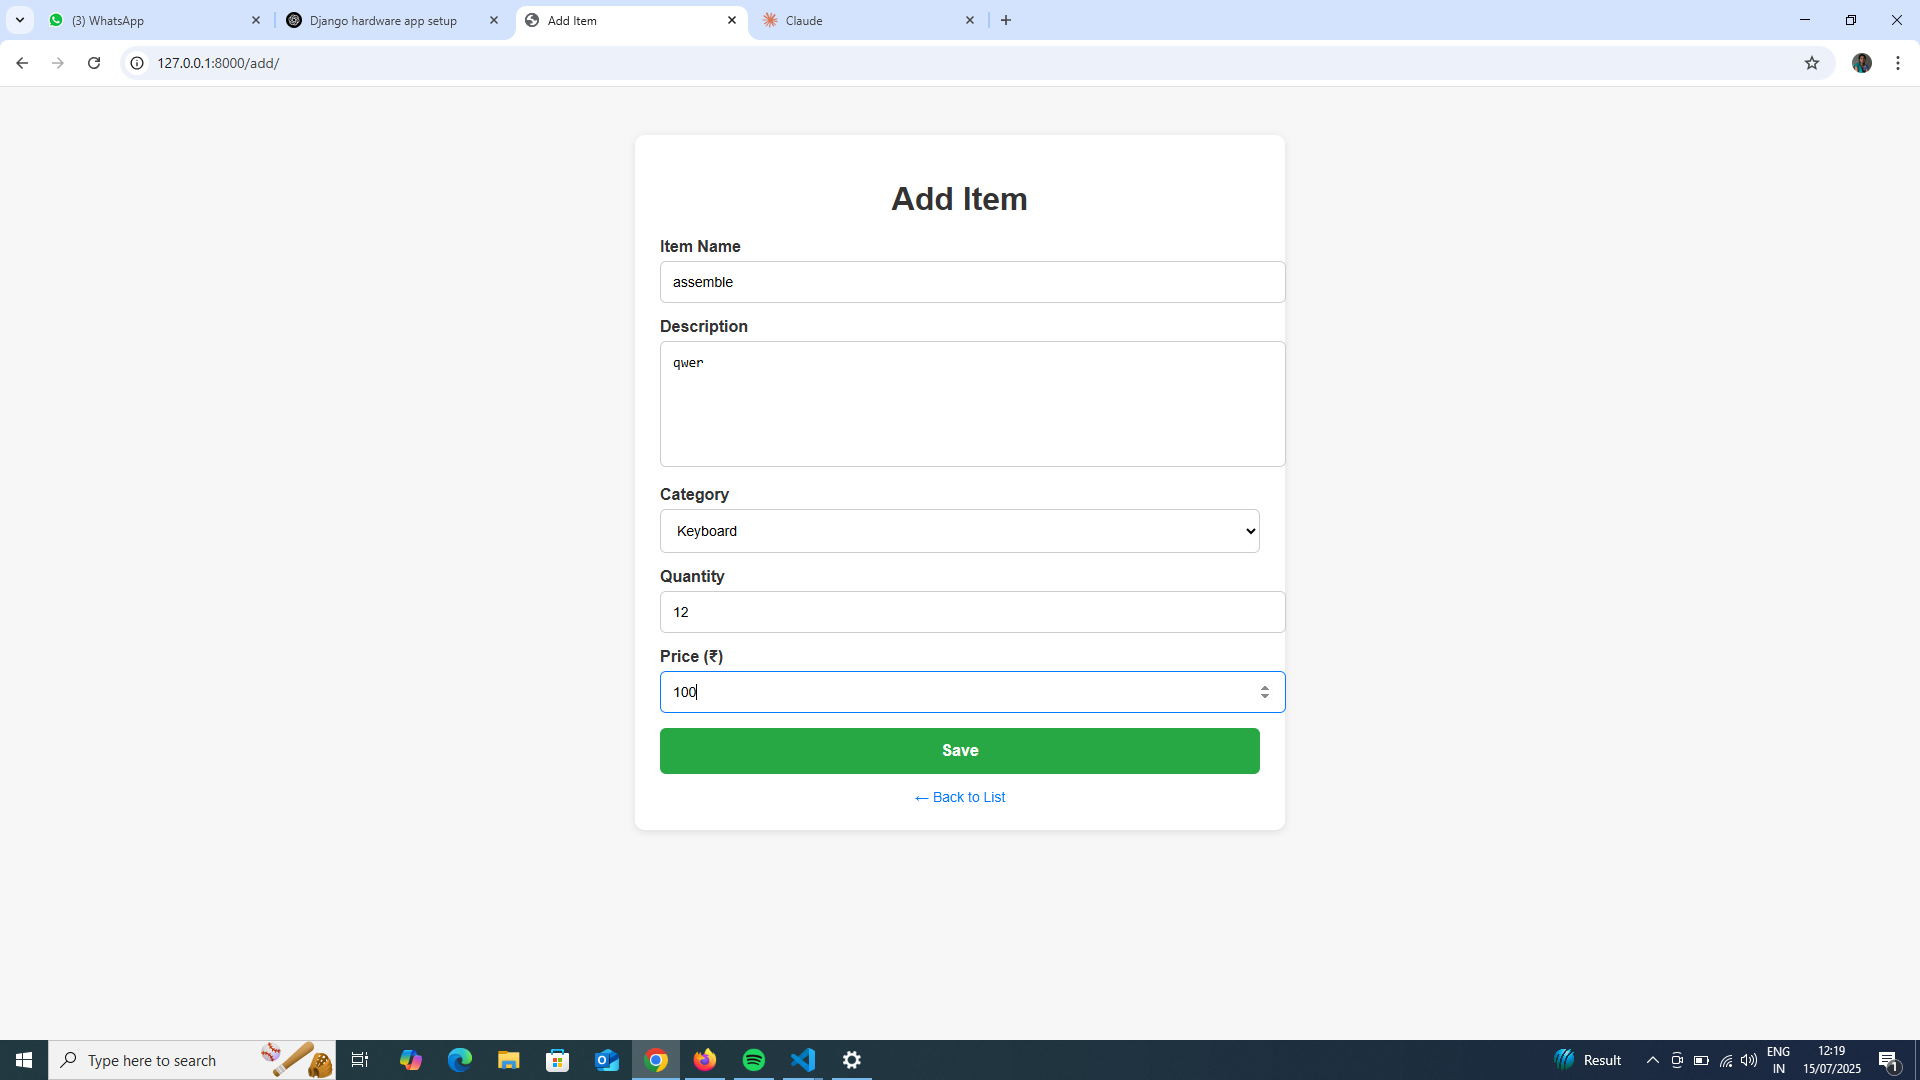 (3) WhatsApp
Django hardware app setup
Add Item
Claude
127.0.0.1:8000/add/
Add Item
Item Name
assemble
Description
qwer
Category
Keyboard
Quantity
12
Price (₹)
100
Save
← Back to List
Type here to search
Result
ENG
IN
12:19
15/07/2025
1